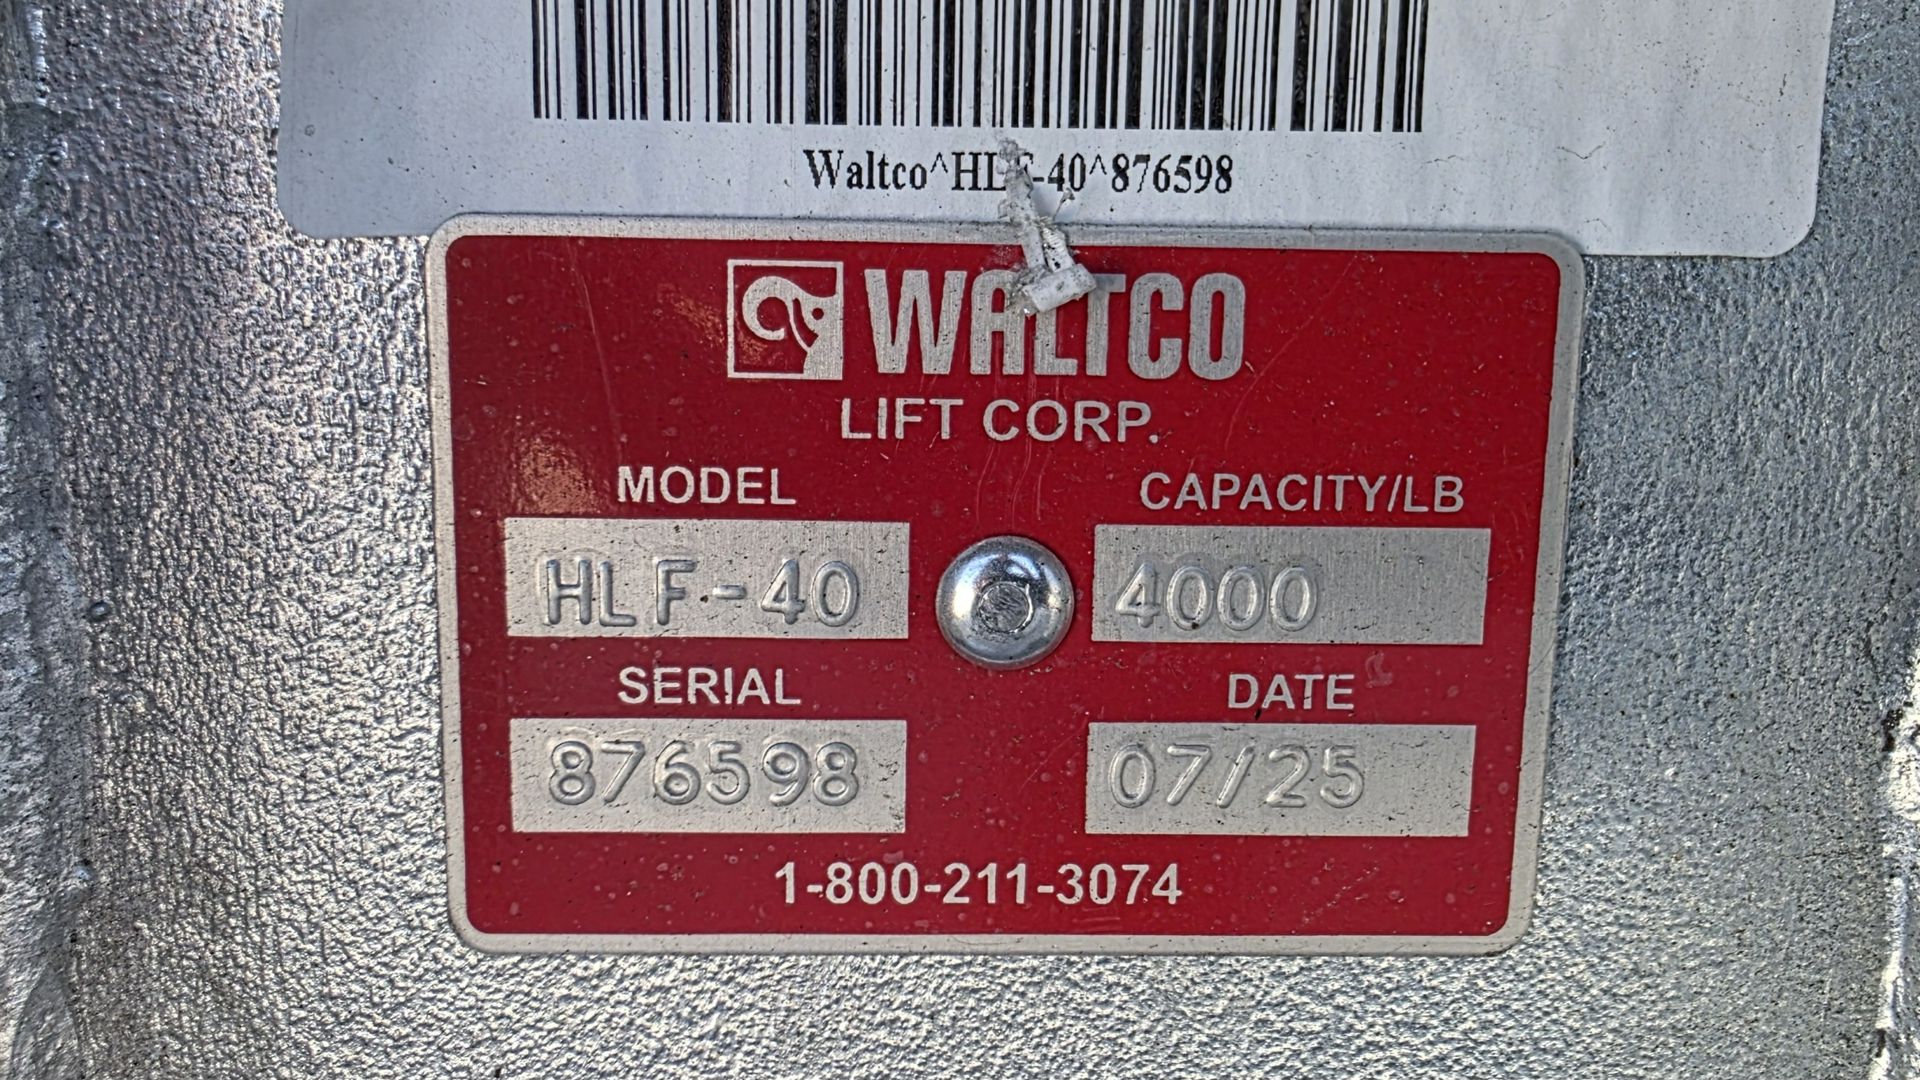 Waltco^HLF-40^876598
WALTCO
LIFT CORP.
MODEL CAPACITY/LB
HLF-40 4000
SERIAL DATE
876598 07/25
1-800-211-3074